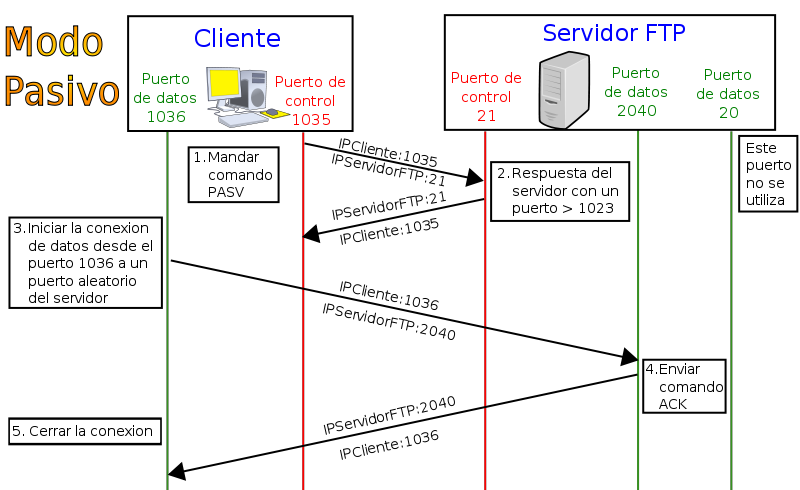 Modo
Pasivo
Cliente
Puerto
de datos
1036
Puerto de
control
1035
Servidor FTP
Puerto de
control
21
Puerto
de datos
2040
Puerto
de datos
20
Este
puerto
no se
utiliza
1.Mandar
comando
PASV
IPCliente:1035
IPServidorFTP:21
2.Respuesta del
servidor con un
puerto > 1023
IPServidorFTP:21
IPCliente:1035
3.Iniciar la conexion
de datos desde el
puerto 1036 a un
puerto aleatorio
del servidor
IPCliente:1036
IPServidorFTP:2040
4.Enviar
comando
ACK
IPServidorFTP:2040
IPCliente:1036
5. Cerrar la conexion